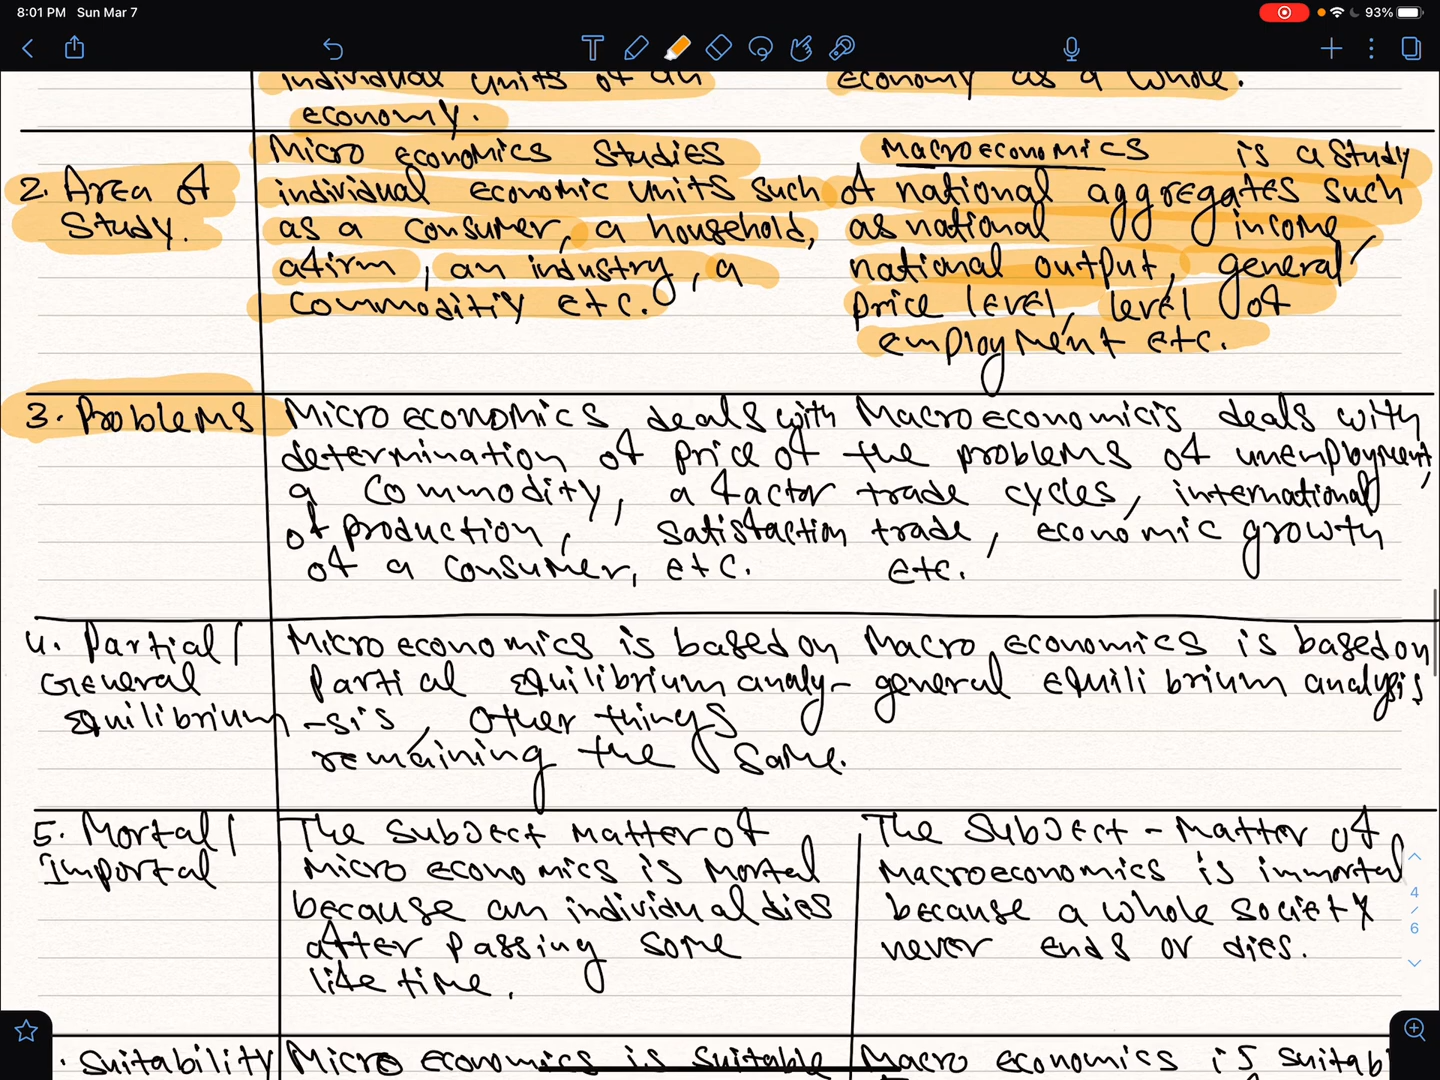 8:01 PM Sun Mar 7
93%
individual units of an
economy.
economy as a whole.
2. Area of
Study.
Micro economics studies
individual economic units such
as a consumer, a household,
a firm, an industry, a
commoditiy etc.
Macroeconomics is a study
of national aggregates such
as national income,
national output, general
price level, level of
employment etc.
3. Problems
Micro economics deals with
determination of price of
a commodity, a factor
of production, satisfaction
of a consumer, etc.
Macroeconomicis deals with
the problems of unemployment,
trade cycles, international
trade, economic growth
etc.
4. Partial/
General
Equilibrium
Micro economics is based on
Partial Equilibrium analy-
-sis, other things
remaining the same.
Macro economics is based on
general equilibrium analysis.
5. Mortal/
Importal
The subject matter of
Micro economics is mortal
because an individual dies
after passing some
life time.
The subject-matter of
Macroeconomics is immortal
because a whole society
never ends or dies.
4
/
6
. Suitability
Micro economics is suitable
Macro economics is suitab